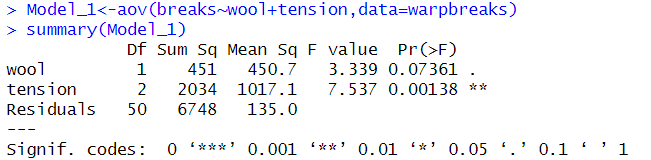 > Model_1<-aov(breaks~wool+tension,data=warpbreaks)
> summary(Model_1)
            Df Sum Sq Mean Sq F value  Pr(>F)
wool         1    451   450.7   3.339 0.07361 .
tension      2   2034  1017.1   7.537 0.00138 **
Residuals   50   6748   135.0
---
Signif. codes:  0 ‘***’ 0.001 ‘**’ 0.01 ‘*’ 0.05 ‘.’ 0.1 ‘ ’ 1